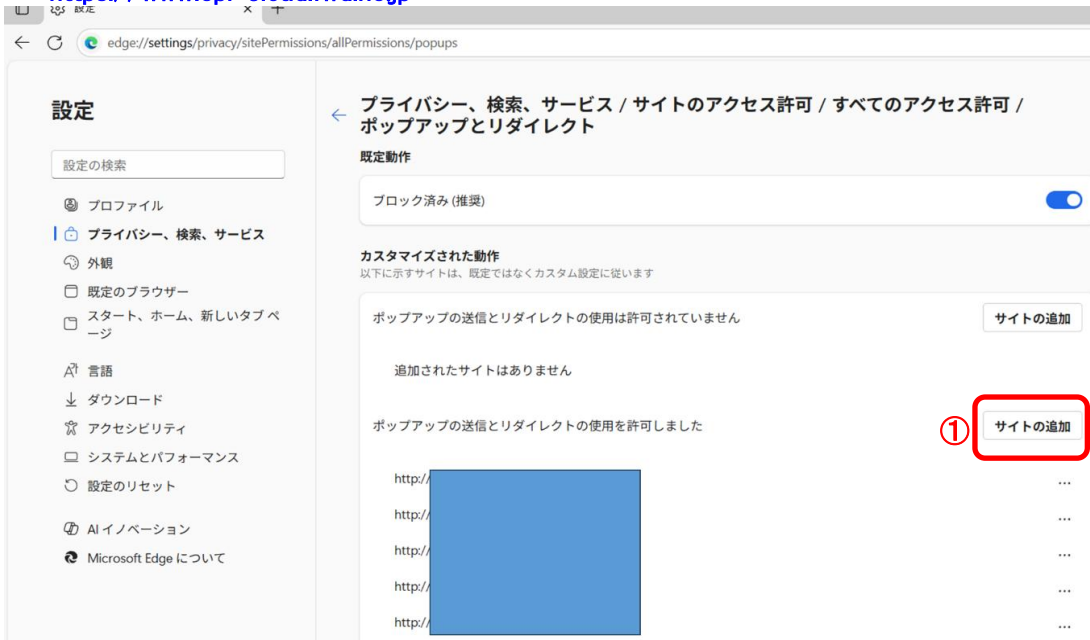 設定
edge://settings/privacy/sitePermissions/allPermissions/popups
設定
設定の検索
プロファイル
プライバシー、検索、サービス
外観
既定のブラウザー
スタート、ホーム、新しいタブ ペ
ージ
言語
ダウンロード
アクセシビリティ
システムとパフォーマンス
設定のリセット
AI イノベーション
Microsoft Edge について
プライバシー、検索、サービス / サイトのアクセス許可 / すべてのアクセス許可 /
ポップアップとリダイレクト
既定動作
ブロック済み (推奨)
カスタマイズされた動作
以下に示すサイトは、既定ではなくカスタム設定に従います
ポップアップの送信とリダイレクトの使用は許可されていません
サイトの追加
追加されたサイトはありません
ポップアップの送信とリダイレクトの使用を許可しました
①
サイトの追加
http://
http://
http://
http://
http://